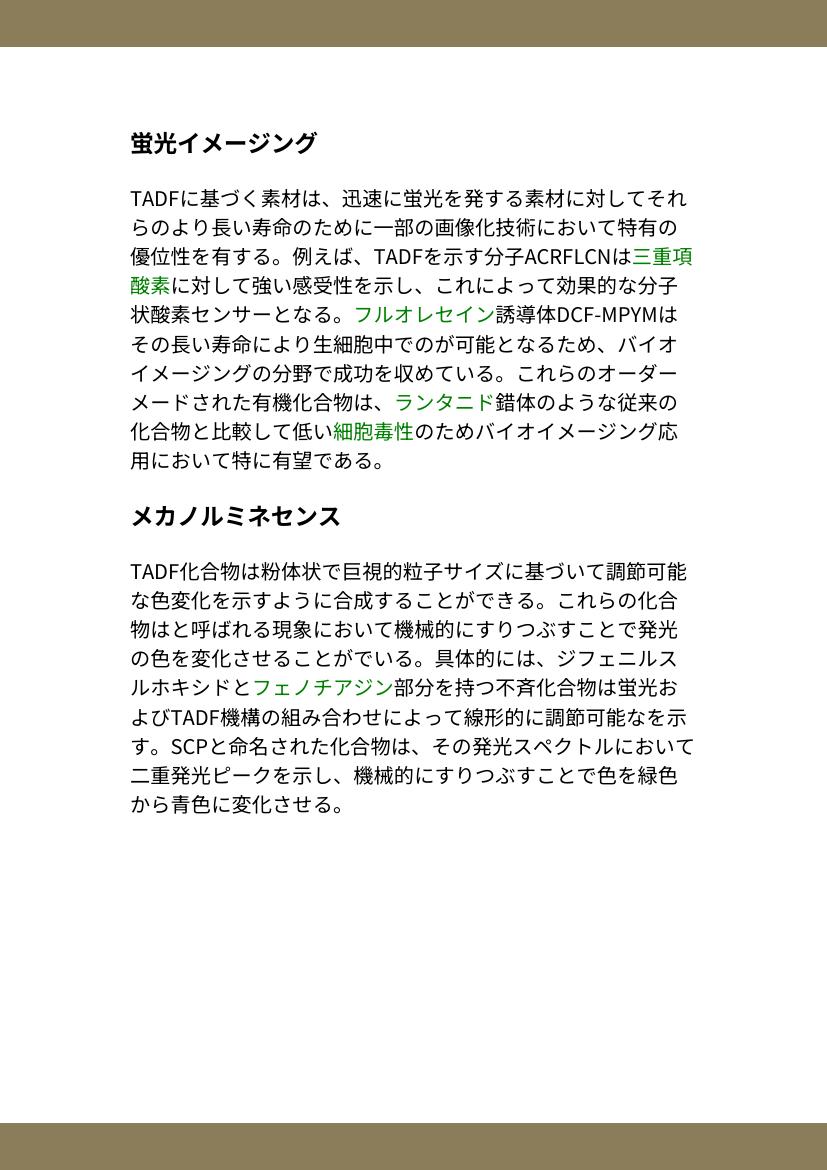 蛍光イメージング
TADFに基づく素材は、迅速に蛍光を発する素材に対してそれ
らのより長い寿命のために一部の画像化技術において特有の
優位性を有する。例えば、TADFを示す分子ACRFLCNは三重項
酸素に対して強い感受性を示し、これによって効果的な分子
状酸素センサーとなる。フルオレセイン誘導体DCF-MPYMは
その長い寿命により生細胞中でのが可能となるため、バイオ
イメージングの分野で成功を収めている。これらのオーダー
メードされた有機化合物は、ランタニド錯体のような従来の
化合物と比較して低い細胞毒性のためバイオイメージング応
用において特に有望である。
メカノルミネセンス
TADF化合物は粉体状で巨視的粒子サイズに基づいて調節可能
な色変化を示すように合成することができる。これらの化合
物はと呼ばれる現象において機械的にすりつぶすことで発光
の色を変化させることがでいる。具体的には、ジフェニルス
ルホキシドとフェノチアジン部分を持つ不斉化合物は蛍光お
よびTADF機構の組み合わせによって線形的に調節可能なを示
す。SCPと命名された化合物は、その発光スペクトルにおいて
二重発光ピークを示し、機械的にすりつぶすことで色を緑色
から青色に変化させる。